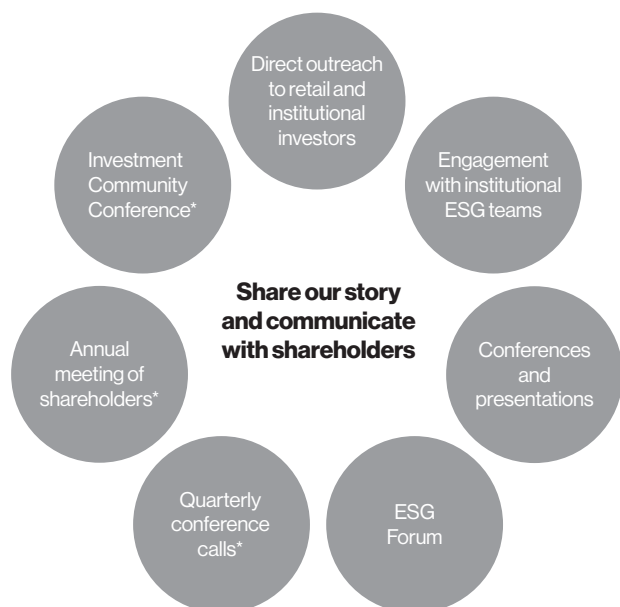 Direct outreach
to retail and
institutional
investors
Engagement
with institutional
ESG teams
Conferences
and
presentations
ESG
Forum
Quarterly
conference
calls*
Annual
meeting of
shareholders*
Investment
Community
Conference*
Share our story
and communicate
with shareholders